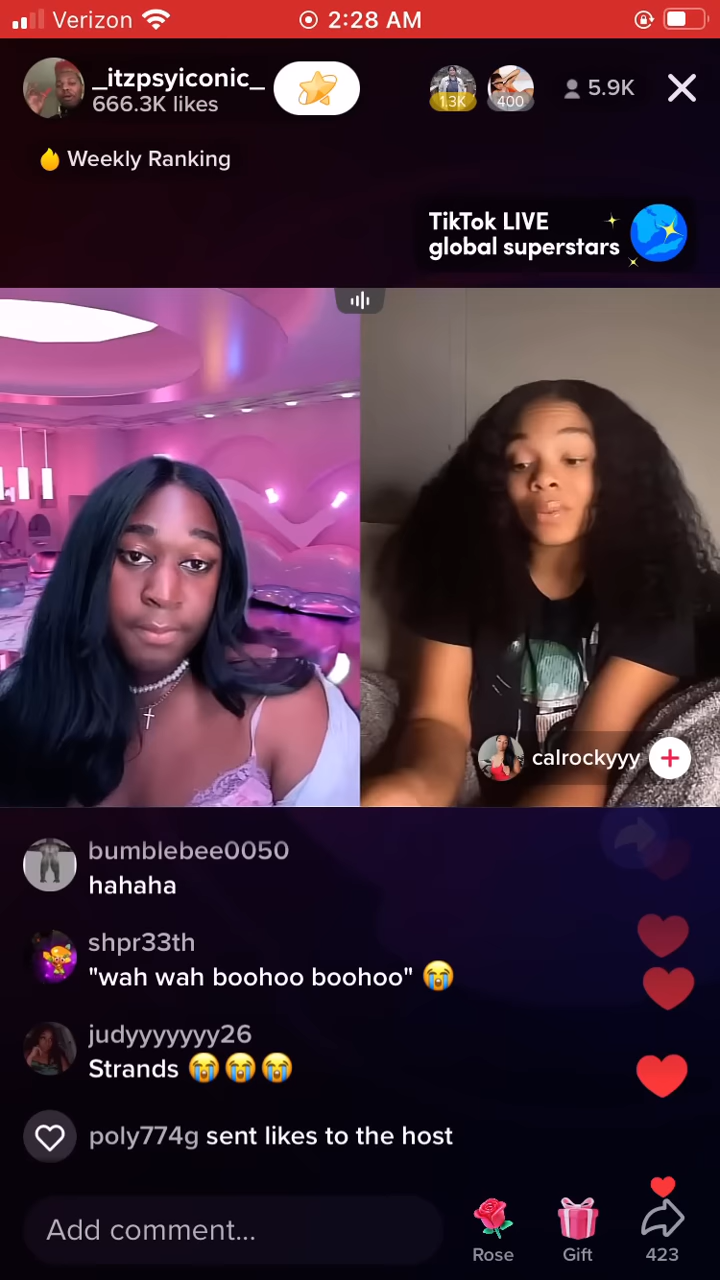 Verizon 2:28 AM
_itzpsyiconic_
666.3K likes
1.3K 400 5.9K
Weekly Ranking
TikTok LIVE
global superstars
calrockyyy
bumblebee0050
hahaha
shpr33th
"wah wah boohoo boohoo" 😭
judyyyyyyy26
Strands 😭😭😭
poly774g sent likes to the host
Add comment...
Rose Gift 423